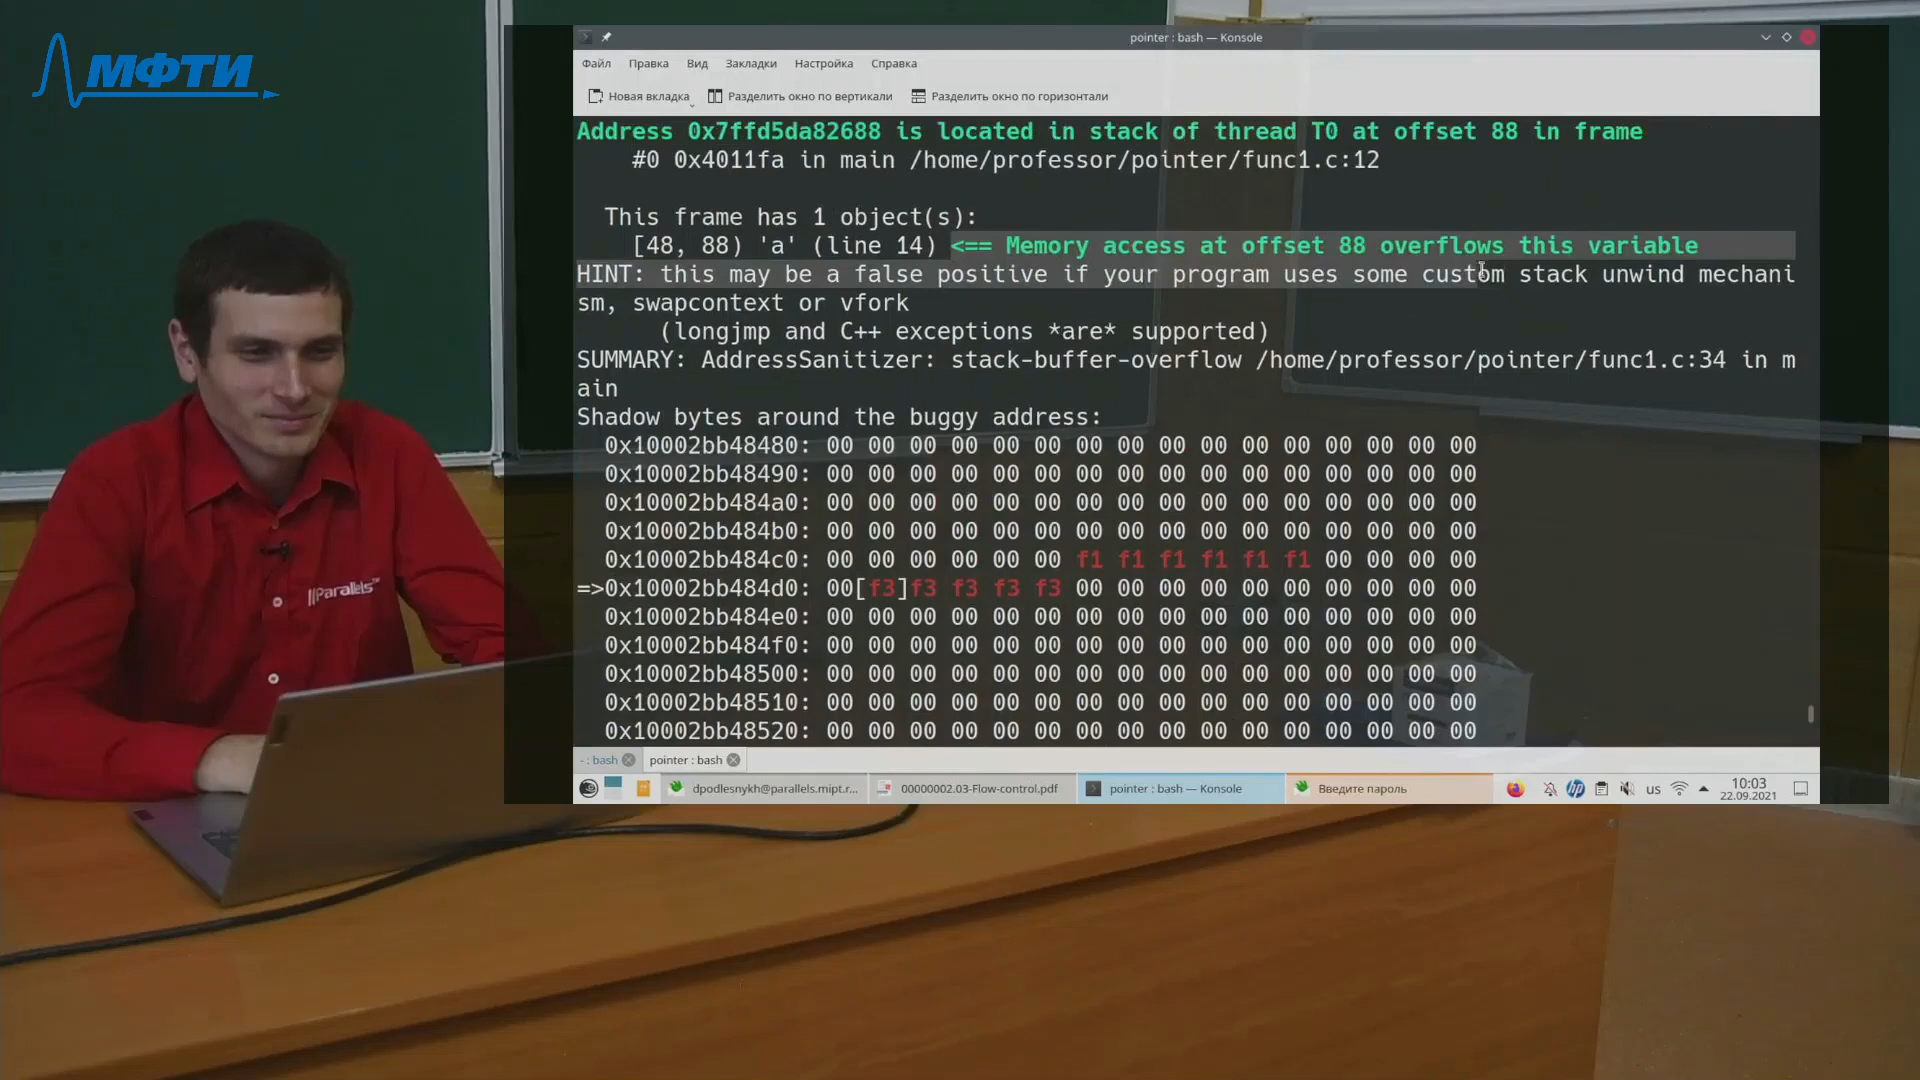 МФТИ
pointer : bash — Konsole
Файл Правка Вид Закладки Настройка Справка
Новая вкладка Разделить окно по вертикали Разделить окно по горизонтали
Address 0x7ffd5da82688 is located in stack of thread T0 at offset 88 in frame
#0 0x4011fa in main /home/professor/pointer/func1.c:12
This frame has 1 object(s):
[48, 88) 'a' (line 14) <== Memory access at offset 88 overflows this variable
HINT: this may be a false positive if your program uses some custom stack unwind mechani
sm, swapcontext or vfork
(longjmp and C++ exceptions *are* supported)
SUMMARY: AddressSanitizer: stack-buffer-overflow /home/professor/pointer/func1.c:34 in m
ain
Shadow bytes around the buggy address:
0x10002bb48480: 00 00 00 00 00 00 00 00 00 00 00 00 00 00 00 00
0x10002bb48490: 00 00 00 00 00 00 00 00 00 00 00 00 00 00 00 00
0x10002bb484a0: 00 00 00 00 00 00 00 00 00 00 00 00 00 00 00 00
0x10002bb484b0: 00 00 00 00 00 00 00 00 00 00 00 00 00 00 00 00
0x10002bb484c0: 00 00 00 00 00 00 f1 f1 f1 f1 f1 f1 00 00 00 00
=>0x10002bb484d0: 00[f3]f3 f3 f3 f3 00 00 00 00 00 00 00 00 00 00
0x10002bb484e0: 00 00 00 00 00 00 00 00 00 00 00 00 00 00 00 00
0x10002bb484f0: 00 00 00 00 00 00 00 00 00 00 00 00 00 00 00 00
0x10002bb48500: 00 00 00 00 00 00 00 00 00 00 00 00 00 00 00 00
0x10002bb48510: 00 00 00 00 00 00 00 00 00 00 00 00 00 00 00 00
0x10002bb48520: 00 00 00 00 00 00 00 00 00 00 00 00 00 00 00 00
- : bash pointer : bash
dpodlesnykh@parallels.mipt.r... 00000002.03-Flow-control.pdf pointer : bash — Konsole Введите пароль hp us 10:03
22.09.2021
||Parallels™